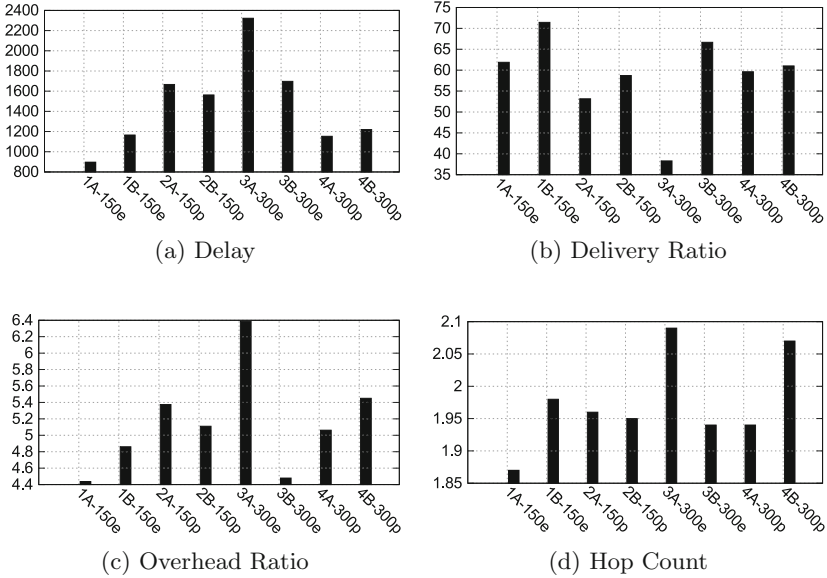 2400
2200
2000
1800
1600
1400
1200
1000
800
1A-150e
1B-150e
2A-150p
2B-150p
3A-300e
3B-300e
4A-300p
4B-300p
(a) Delay
75
70
65
60
55
50
45
40
35
1A-150e
1B-150e
2A-150p
2B-150p
3A-300e
3B-300e
4A-300p
4B-300p
(b) Delivery Ratio
6.4
6.2
6
5.8
5.6
5.4
5.2
5
4.8
4.6
4.4
1A-150e
1B-150e
2A-150p
2B-150p
3A-300e
3B-300e
4A-300p
4B-300p
(c) Overhead Ratio
2.1
2.05
2
1.95
1.9
1.85
1A-150e
1B-150e
2A-150p
2B-150p
3A-300e
3B-300e
4A-300p
4B-300p
(d) Hop Count